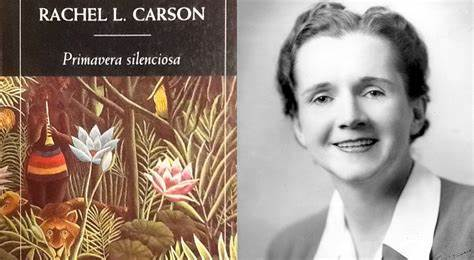 RACHEL L. CARSON
Primavera silenciosa